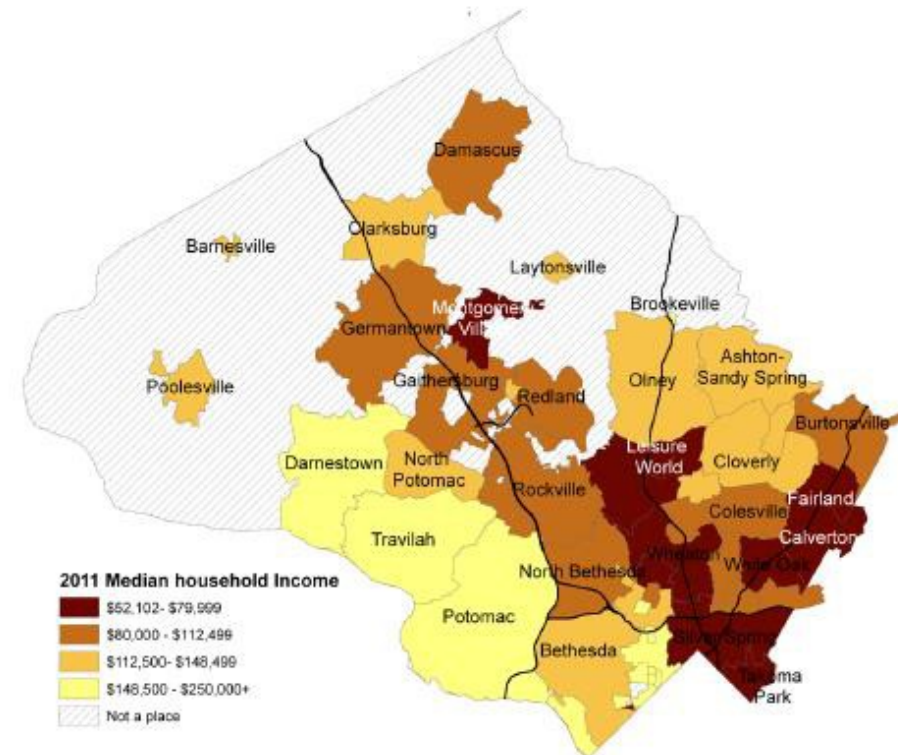 Damascus
Clarksburg
Barnesville
Laytonsville
Montgomery
Vill
Brookeville
Germantown
Ashton-
Sandy Spring
Poolesville
Gaithersburg
Redland
Olney
Burtonsville
Leisure
World
Darnestown
North
Potomac
Cloverly
Rockville
Fairland
Colesville
Travilah
Calverton
Wheaton
White Oak
North Bethesda
2011 Median household Income
$52,102- $79,999
$80,000 - $112,499
$112,500- $148,499
$148,500 - $250,000+
Not a place
Potomac
Bethesda
Silver Spring
Takoma
Park